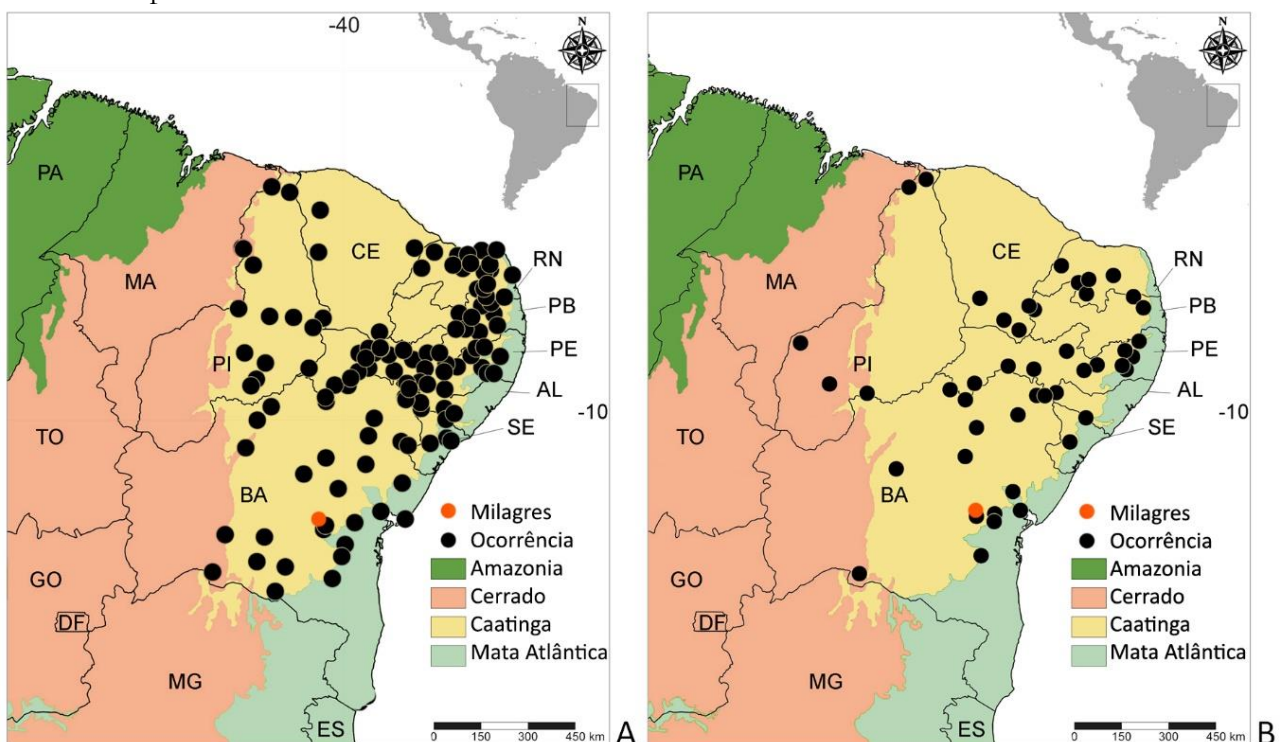 -40
N
PA
MA
CE
RN
PB
PE
PI
AL
-10
TO
SE
BA
Milagres
Ocorrência
GO
Amazonia
DF
Cerrado
Caatinga
Mata Atlântica
MG
ES
0 150 300 450 km
A
N
PA
MA
CE
RN
PB
PE
PI
AL
-10
TO
SE
BA
Milagres
Ocorrência
GO
Amazonia
DF
Cerrado
Caatinga
Mata Atlântica
MG
ES
0 150 300 450 km
B